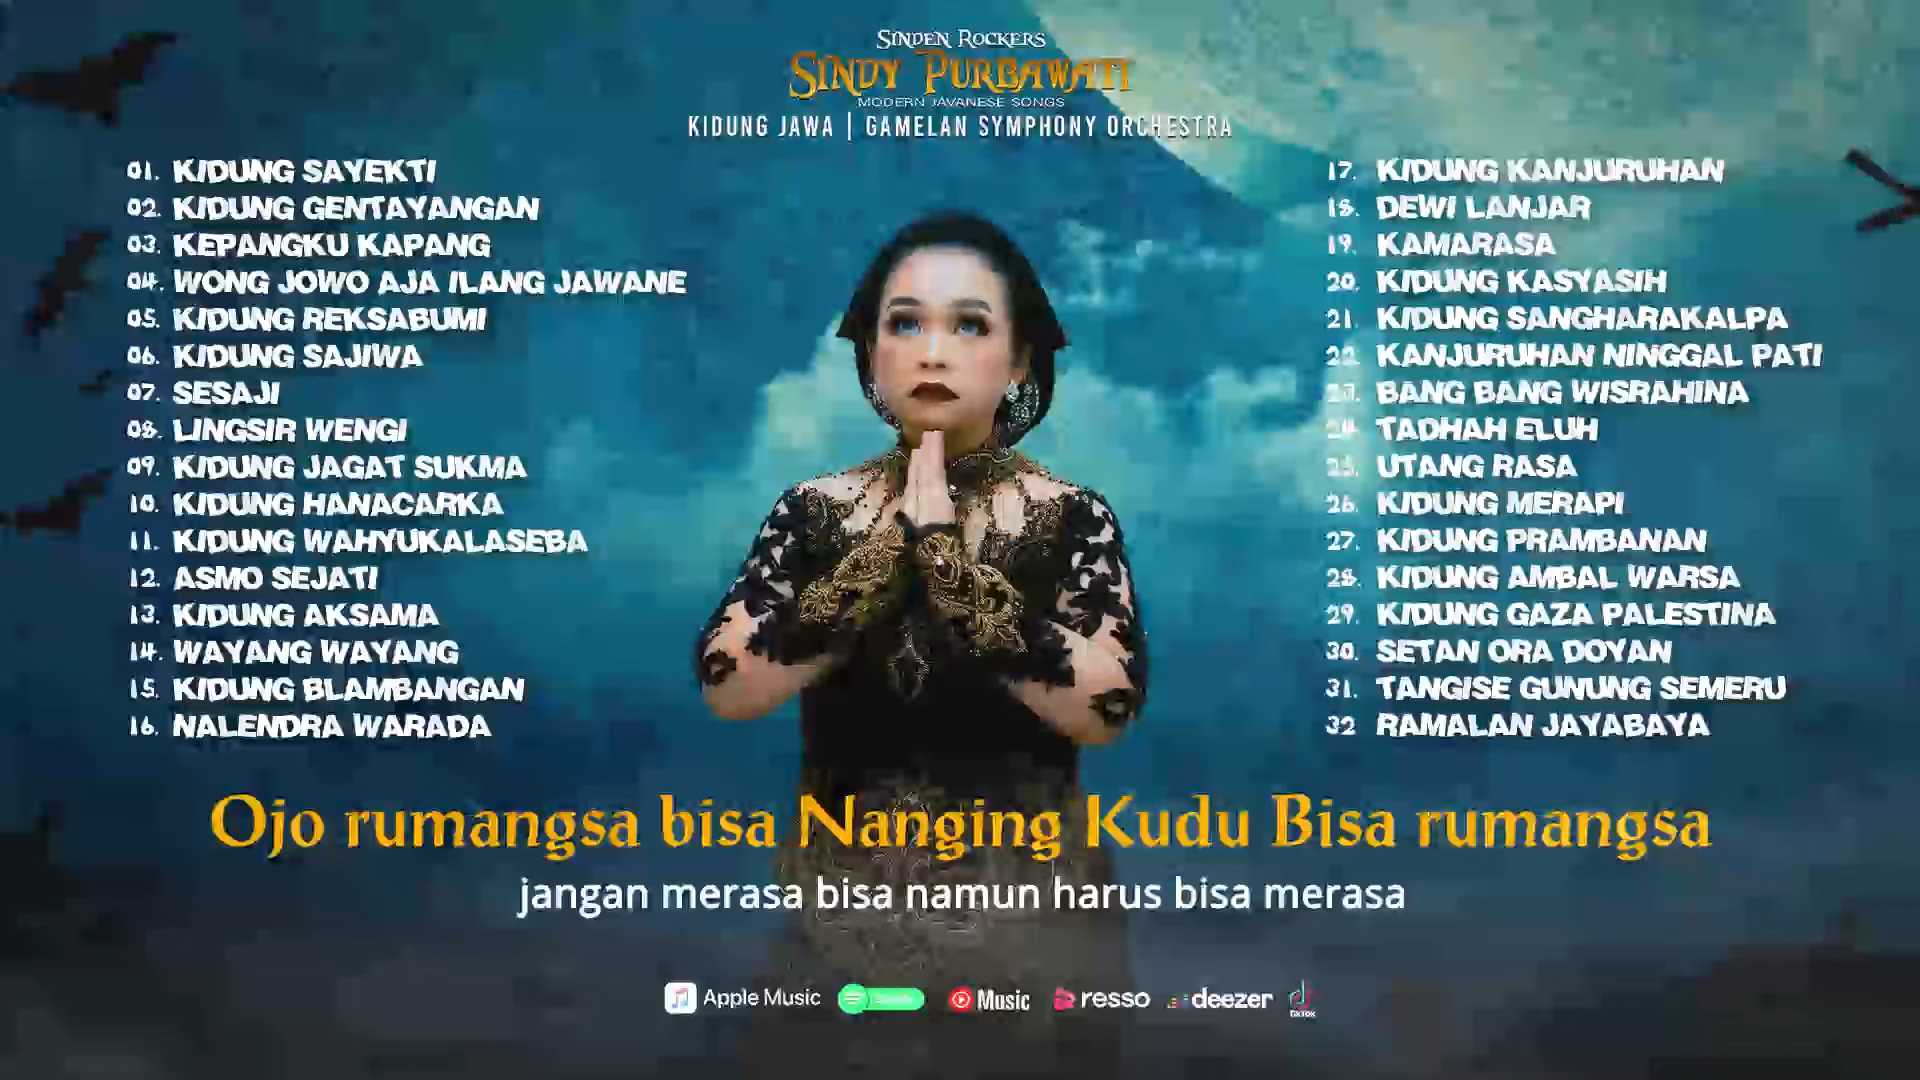 SINDEN ROCKERS
SINDY PURBAWATI
MODERN JAVANESE SONGS
KIDUNG JAWA | GAMELAN SYMPHONY ORCHESTRA
01. KIDUNG SAYEKTI
02. KIDUNG GENTAYANGAN
03. KEPANGKU KAPANG
04. WONG JOWO AJA ILANG JAWANE
05. KIDUNG REKSABUMI
06. KIDUNG SAJIWA
07. SESAJI
08. LINGSIR WENGI
09. KIDUNG JAGAT SUKMA
10. KIDUNG HANACARKA
11. KIDUNG WAHYUKALASEBA
12. ASMO SEJATI
13. KIDUNG AKSAMA
14. WAYANG WAYANG
15. KIDUNG BLAMBANGAN
16. NALENDRA WARADA
17. KIDUNG KANJURUHAN
18. DEWI LANJAR
19. KAMARASA
20. KIDUNG KASYASIH
21. KIDUNG SANGHARAKALPA
22. KANJURUHAN NINGGAL PATI
23. BANG BANG WISRAHINA
24. TADHAH ELUH
25. UTANG RASA
26. KIDUNG MERAPI
27. KIDUNG PRAMBANAN
28. KIDUNG AMBAL WARSA
29. KIDUNG GAZA PALESTINA
30. SETAN ORA DOYAN
31. TANGISE GUNUNG SEMERU
32 RAMALAN JAYABAYA
Ojo rumangsa bisa Nanging Kudu Bisa rumangsa
jangan merasa bisa namun harus bisa merasa
Apple Music
Music
resso
deezer
TikTok